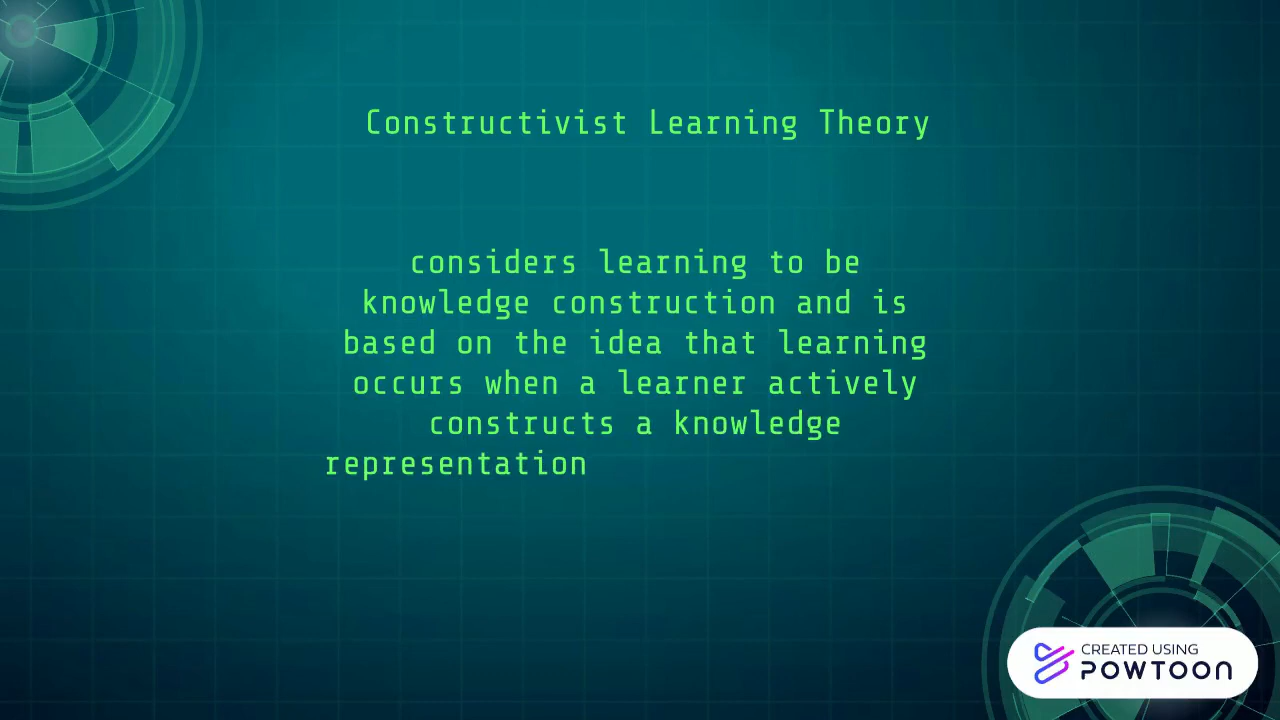 Constructivist Learning Theory
considers learning to be
knowledge construction and is
based on the idea that learning
occurs when a learner actively
constructs a knowledge
representation
CREATED USING
POWTOON